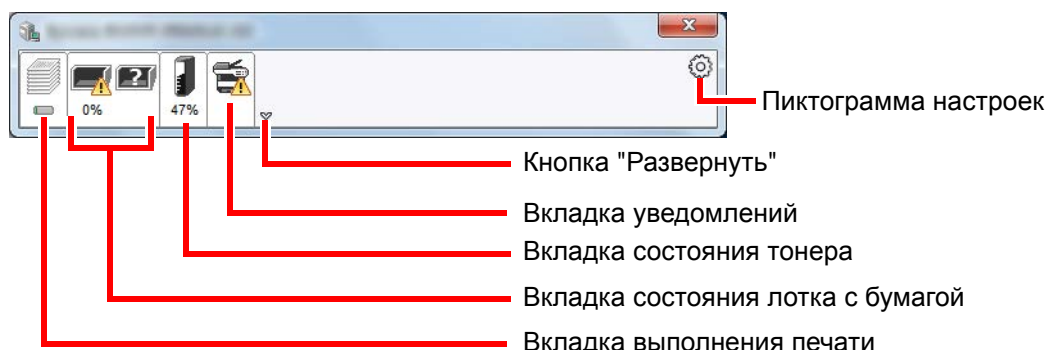 0%
47%
Пиктограмма настроек
Кнопка "Развернуть"
Вкладка уведомлений
Вкладка состояния тонера
Вкладка состояния лотка с бумагой
Вкладка выполнения печати